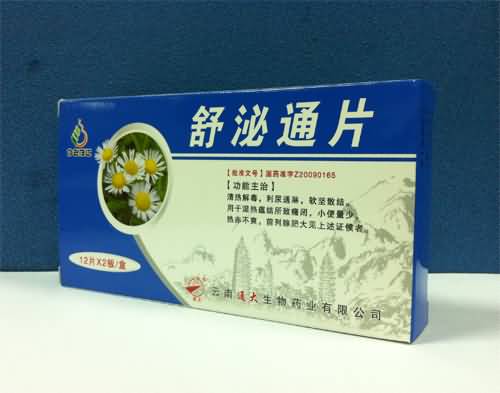 舒泌通片
【批准文号】国药准字Z20090165
【功能主治】
清热解毒，利尿通淋，软坚散结。
用于湿热蕴结所致癃闭，小便量少，
热赤不爽，前列腺肥大见上述证候者。
12片X2板/盒
云南通大生物药业有限公司